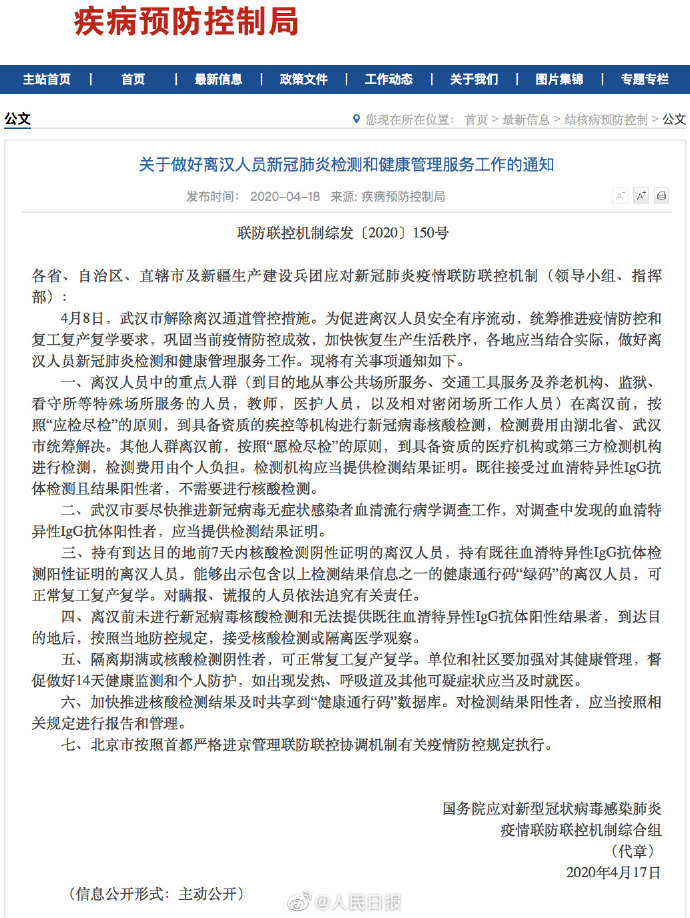 疾病预防控制局
主站首页 | 首页 | 最新信息 | 政策文件 | 工作动态 | 关于我们 | 图片集锦 | 专题专栏
公文 您现在所在位置： 首页 > 最新信息 > 结核病预防控制 > 公文
关于做好离汉人员新冠肺炎检测和健康管理服务工作的通知
发布时间： 2020-04-18 来源: 疾病预防控制局
联防联控机制综发〔2020〕150号
各省、自治区、直辖市及新疆生产建设兵团应对新冠肺炎疫情联防联控机制（领导小组、指挥
部）：
4月8日，武汉市解除离汉通道管控措施。为促进离汉人员安全有序流动，统筹推进疫情防控和
复工复产复学要求，巩固当前疫情防控成效，加快恢复生产生活秩序，各地应当结合实际，做好离
汉人员新冠肺炎检测和健康管理服务工作。现将有关事项通知如下。
一、离汉人员中的重点人群（到目的地从事公共场所服务、交通工具服务及养老机构、监狱、
看守所等特殊场所服务的人员，教师，医护人员，以及相对密闭场所工作人员）在离汉前，按
照“应检尽检”的原则，到具备资质的疾控等机构进行新冠病毒核酸检测，检测费用由湖北省、武汉
市统筹解决。其他人群离汉前，按照“愿检尽检”的原则，到具备资质的医疗机构或第三方检测机构
进行检测，检测费用由个人负担。检测机构应当提供检测结果证明。既往接受过血清特异性IgG抗
体检测且结果阳性者，不需要进行核酸检测。
二、武汉市要尽快推进新冠病毒无症状感染者血清流行病学调查工作，对调查中发现的血清特
异性IgG抗体阳性者，应当提供检测结果证明。
三、持有到达目的地前7天内核酸检测阴性证明的离汉人员，持有既往血清特异性IgG抗体检
测阳性证明的离汉人员，能够出示包含以上检测结果信息之一的健康通行码“绿码”的离汉人员，可
正常复工复产复学。对瞒报、谎报的人员依法追究有关责任。
四、离汉前未进行新冠病毒核酸检测和无法提供既往血清特异性IgG抗体阳性结果者，到达目
的地后，按照当地防控规定，接受核酸检测或隔离医学观察。
五、隔离期满或核酸检测阴性者，可正常复工复产复学。单位和社区要加强对其健康管理，督
促做好14天健康监测和个人防护，如出现发热、呼吸道及其他可疑症状应当及时就医。
六、加快推进核酸检测结果及时共享到“健康通行码”数据库。对检测结果阳性者，应当按照相
关规定进行报告和管理。
七、北京市按照首都严格进京管理联防联控协调机制有关疫情防控规定执行。
国务院应对新型冠状病毒感染肺炎
疫情联防联控机制综合组
（代章）
2020年4月17日
（信息公开形式：主动公开）
@人民日报